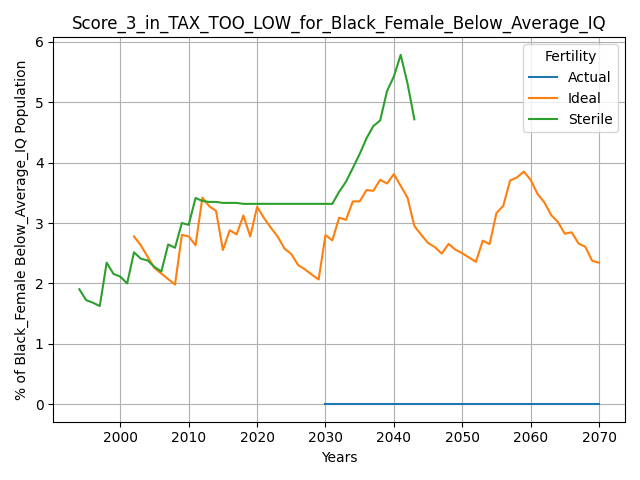 Score_3_in_TAX_TOO_LOW_for_Black_Female_Below_Average_IQ
% of Black_Female Below_Average_IQ Population
6
5
4
3
2
1
0
Fertility
Actual
Ideal
Sterile
2000 2010 2020 2030 2040 2050 2060 2070
Years